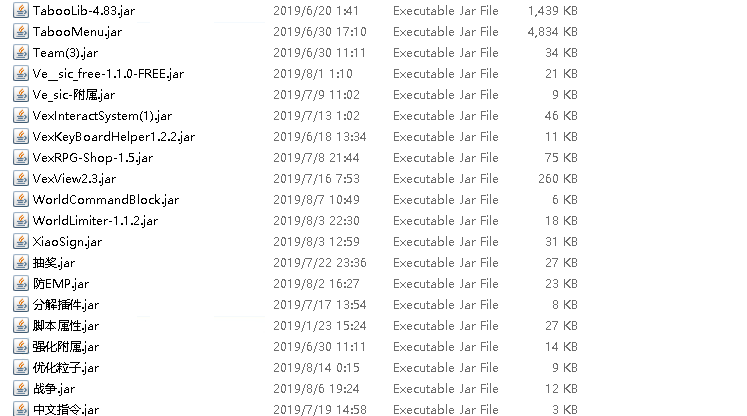 TabooLib-4.83.jar 2019/6/20 1:41 Executable Jar File 1,439 KB
TabooMenu.jar 2019/6/30 17:10 Executable Jar File 4,834 KB
Team(3).jar 2019/6/30 11:11 Executable Jar File 34 KB
Ve__sic_free-1.1.0-FREE.jar 2019/8/1 1:10 Executable Jar File 21 KB
Ve_sic-附属.jar 2019/7/9 11:02 Executable Jar File 9 KB
VexInteractSystem(1).jar 2019/7/13 1:02 Executable Jar File 46 KB
VexKeyBoardHelper1.2.2.jar 2019/6/18 13:34 Executable Jar File 11 KB
VexRPG-Shop-1.5.jar 2019/7/8 21:44 Executable Jar File 75 KB
VexView2.3.jar 2019/7/16 7:53 Executable Jar File 260 KB
WorldCommandBlock.jar 2019/8/7 10:49 Executable Jar File 6 KB
WorldLimiter-1.1.2.jar 2019/8/3 22:30 Executable Jar File 18 KB
XiaoSign.jar 2019/8/3 12:59 Executable Jar File 31 KB
抽奖.jar 2019/7/22 23:36 Executable Jar File 27 KB
防EMP.jar 2019/8/2 16:27 Executable Jar File 23 KB
分解插件.jar 2019/7/17 13:54 Executable Jar File 8 KB
脚本属性.jar 2019/1/23 15:24 Executable Jar File 27 KB
强化附属.jar 2019/6/30 11:11 Executable Jar File 14 KB
优化粒子.jar 2019/8/14 0:15 Executable Jar File 9 KB
战争.jar 2019/8/6 19:24 Executable Jar File 12 KB
中文指令.jar 2019/7/19 14:58 Executable Jar File 3 KB